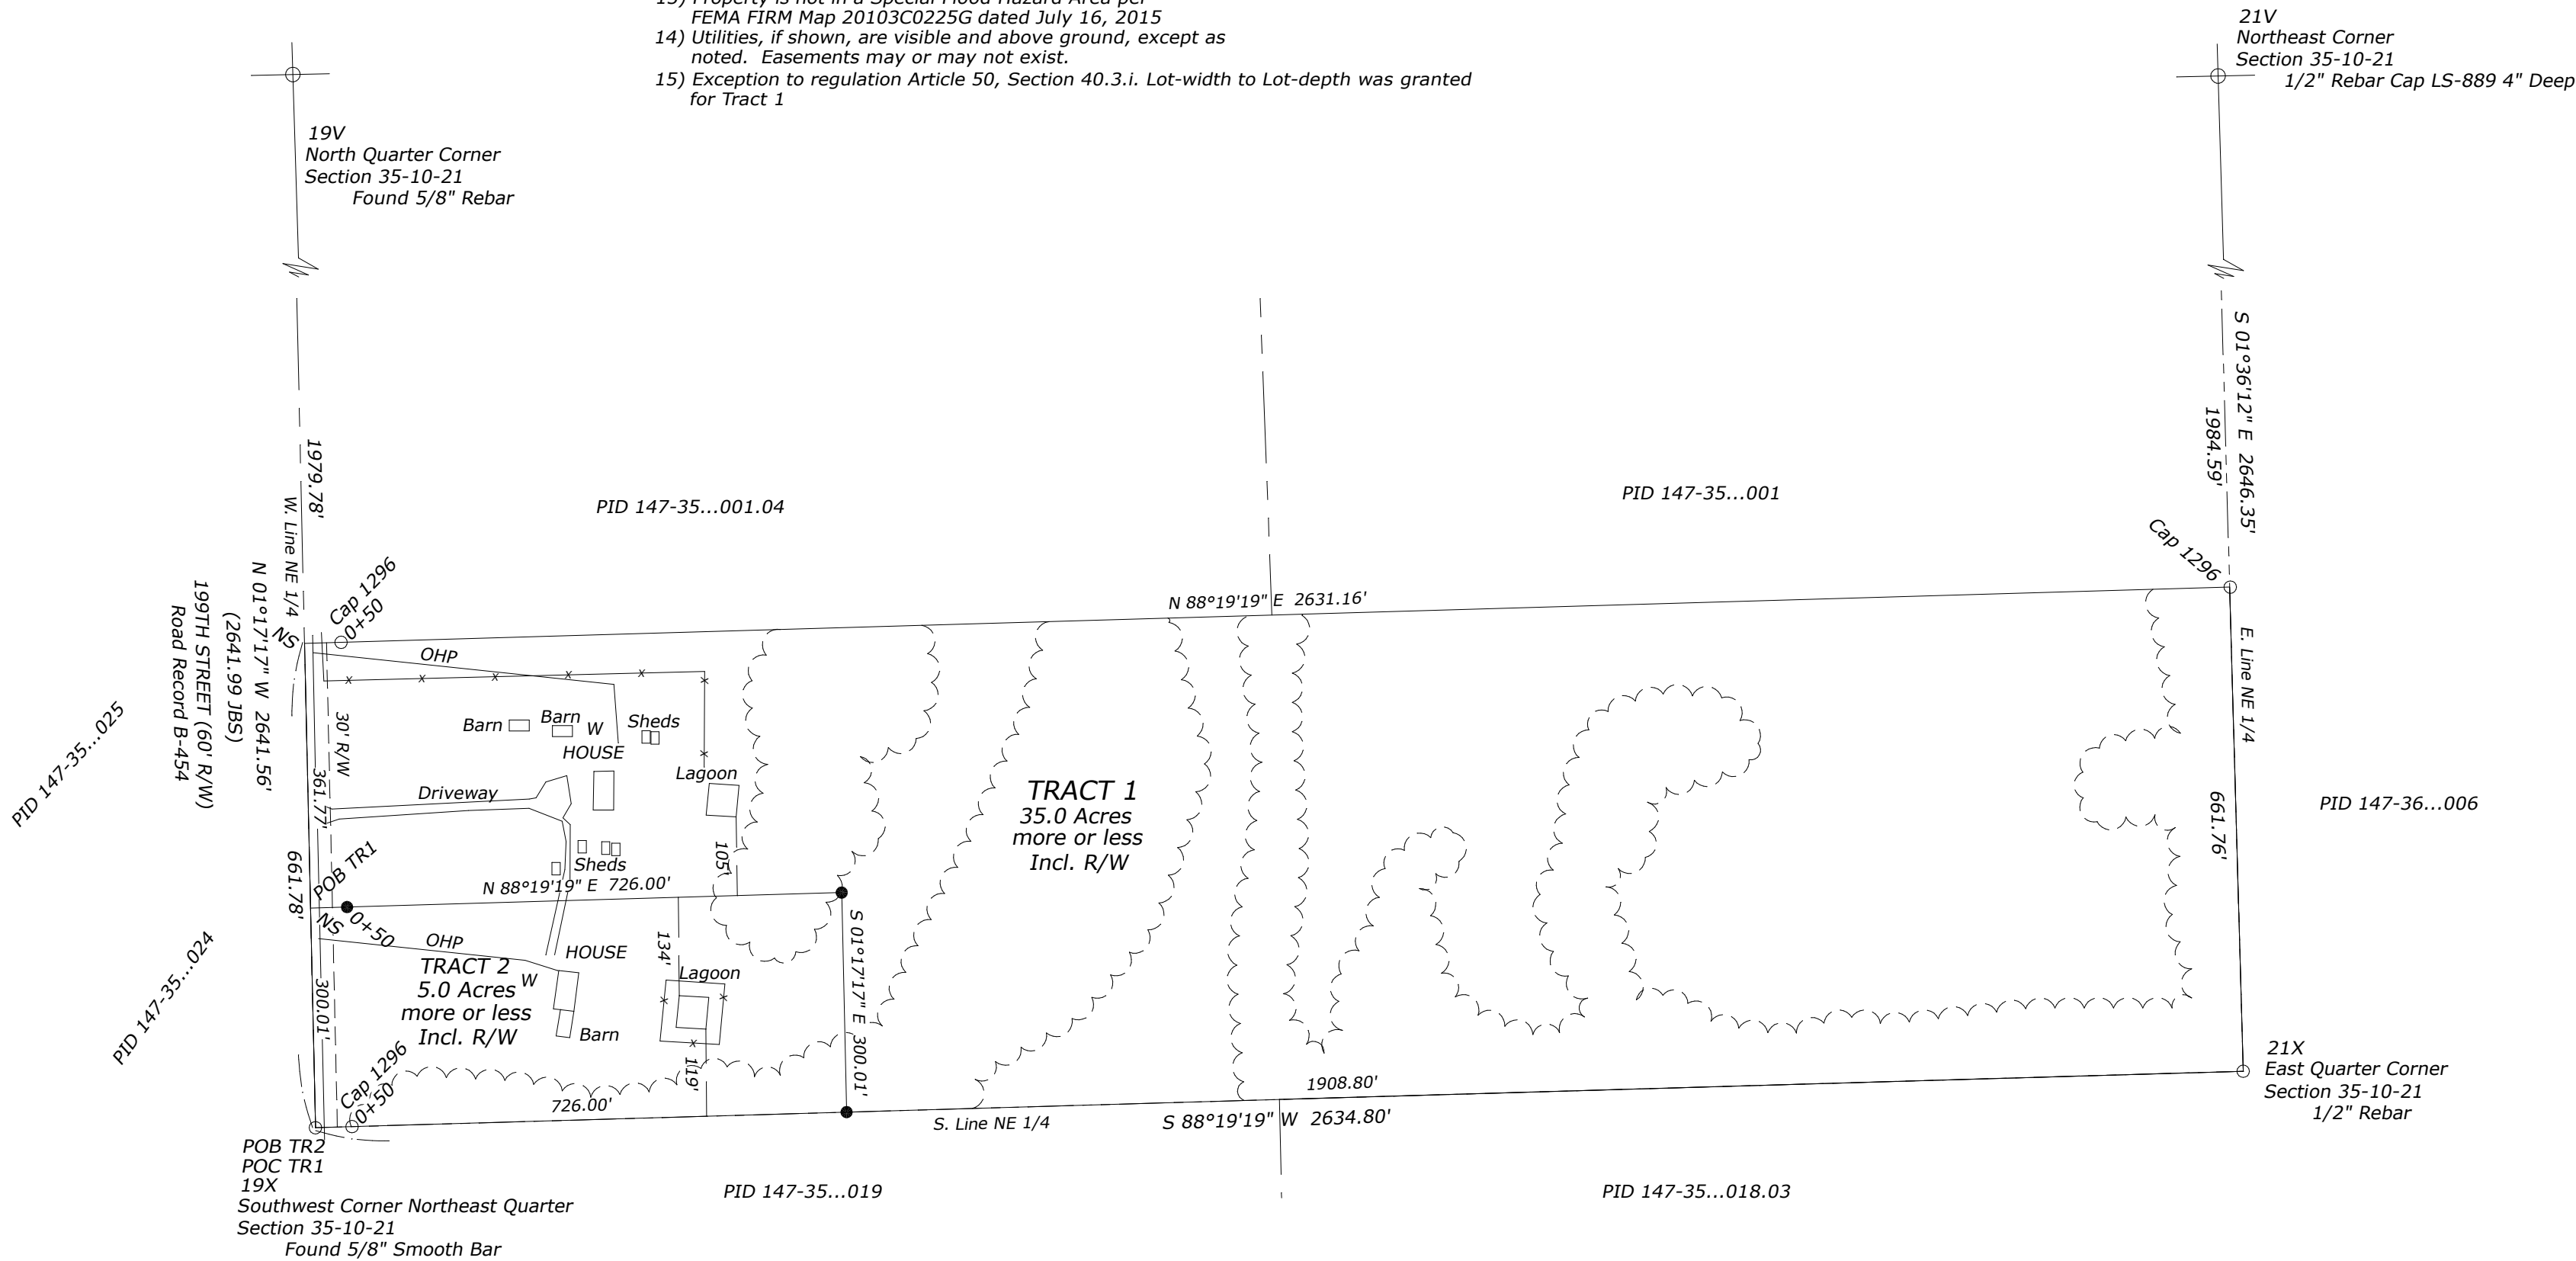 13) Property is not in a Special Flood Hazard Area per
FEMA FIRM Map 20103C0225G dated July 16, 2015
14) Utilities, if shown, are visible and above ground, except as
noted. Easements may or may not exist.
15) Exception to regulation Article 50, Section 40.3.i. Lot-width to Lot-depth was granted
for Tract 1
21V
Northeast Corner
Section 35-10-21
1/2" Rebar Cap LS-889 4" Deep
19V
North Quarter Corner
Section 35-10-21
Found 5/8" Rebar
S 01°36'12" E 2646.35'
1984.59'
1979.78'
W. Line NE 1/4
PID 147-35...001.04
PID 147-35...001
Cap 1296
Cap 1296
0+50
NS
N 01°17'17" W 2641.56'
(2641.99 JBS)
199TH STREET (60' R/W)
Road Record B-454
N 88°19'19" E 2631.16'
E. Line NE 1/4
OHP
30' R/W
Barn
Barn
W
Sheds
HOUSE
Lagoon
Driveway
361.77'
PID 147-35...025
TRACT 1
35.0 Acres
more or less
Incl. R/W
661.76'
PID 147-36...006
105'
Sheds
661.78'
POB TR1
N 88°19'19" E 726.00'
NS
0+50
OHP
HOUSE
134'
S 01°17'17" E 300.01'
PID 147-35...024
TRACT 2
5.0 Acres
more or less
Incl. R/W
W
Lagoon
Barn
300.01'
119'
Cap 1296
0+50
726.00'
1908.80'
S. Line NE 1/4
S 88°19'19" W 2634.80'
21X
East Quarter Corner
Section 35-10-21
1/2" Rebar
POB TR2
POC TR1
19X
Southwest Corner Northeast Quarter
Section 35-10-21
Found 5/8" Smooth Bar
PID 147-35...019
PID 147-35...018.03